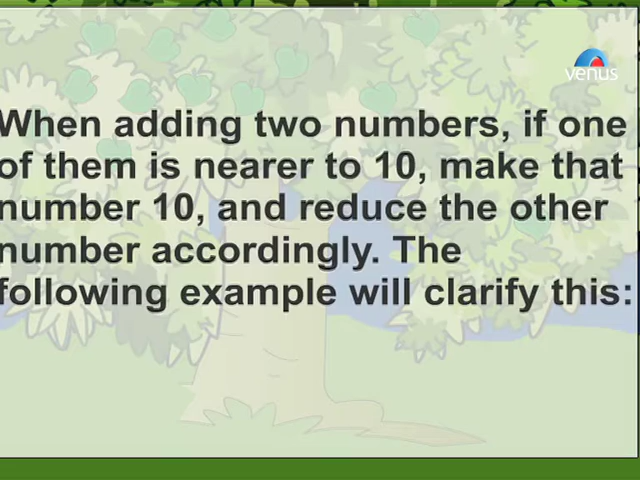 venus
When adding two numbers, if one
of them is nearer to 10, make that
number 10, and reduce the other
number accordingly. The
following example will clarify this: